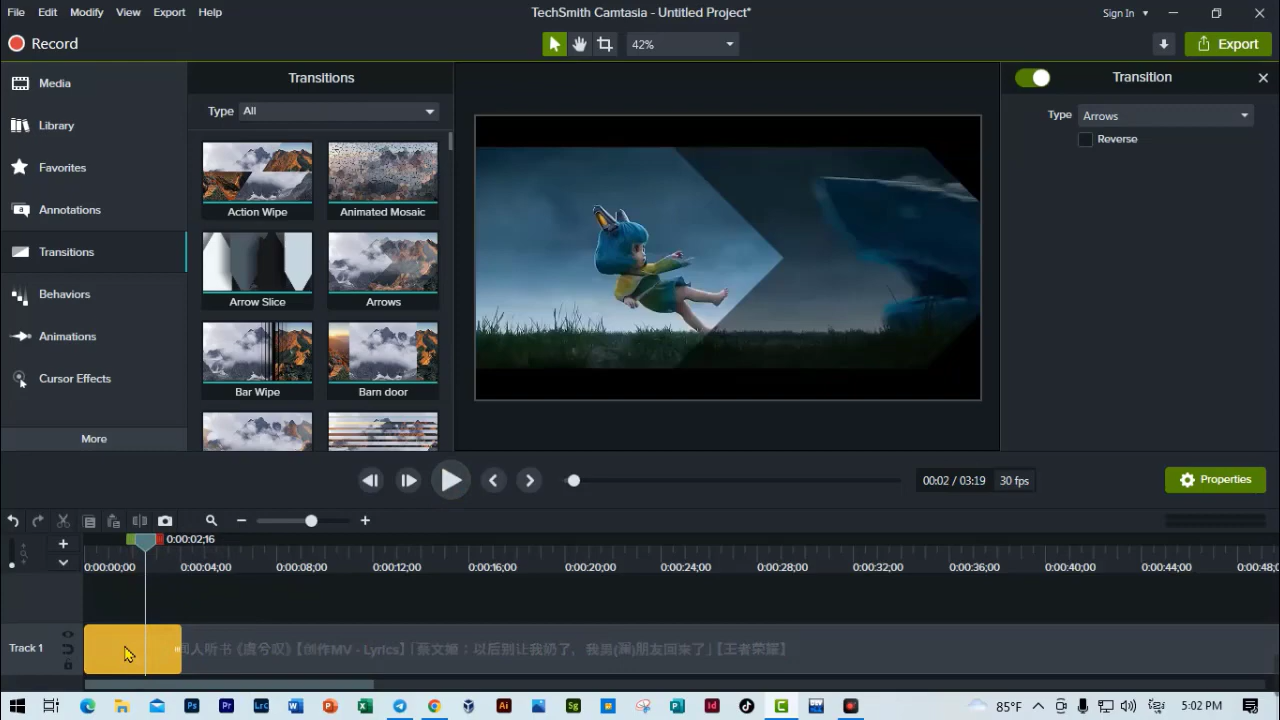 File Edit Modify View Export Help
TechSmith Camtasia - Untitled Project*
Sign In
Record
42%
Export
Media
Library
Favorites
Annotations
Transitions
Behaviors
Animations
Cursor Effects
More
Transitions
Type All
Action Wipe
Animated Mosaic
Arrow Slice
Arrows
Bar Wipe
Barn door
Transition
Type Arrows
Reverse
00:02 / 03:19 30 fps
Properties
0:00:02;16
0:00:00;00 0:00:04;00 0:00:08;00 0:00:12;00 0:00:16;00 0:00:20;00 0:00:24;00 0:00:28;00 0:00:32;00 0:00:36;00 0:00:40;00 0:00:44;00 0:00:48;0
Track 1
人听书《虞兮叹》【创作MV - Lyrics】「蔡文姬：以后别让我奶了，我男(澜)朋友回来了」【王者荣耀】
Ps Pr LrC Ai Sg Id
85°F
5:02 PM